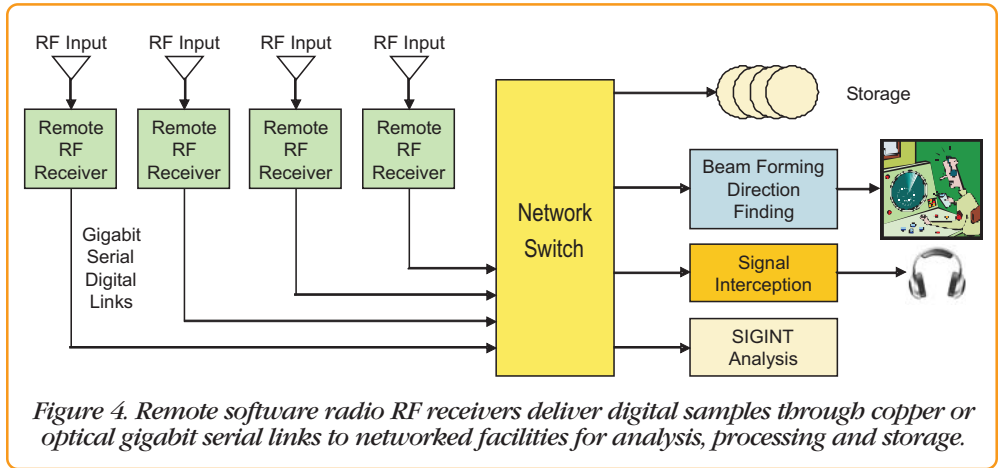 RF Input
RF Input
RF Input
RF Input
Remote
RF
Receiver
Remote
RF
Receiver
Remote
RF
Receiver
Remote
RF
Receiver
Gigabit
Serial
Digital
Links
Network
Switch
Storage
Beam Forming
Direction
Finding
Signal
Interception
SIGINT
Analysis
Figure 4. Remote software radio RF receivers deliver digital samples through copper or
optical gigabit serial links to networked facilities for analysis, processing and storage.